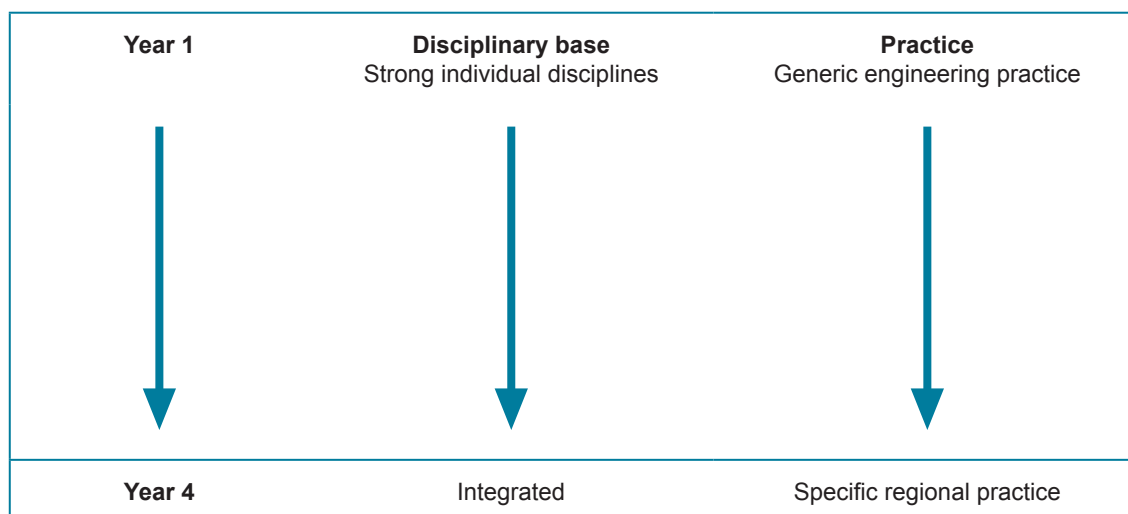 Year 1
Disciplinary base
Strong individual disciplines
Practice
Generic engineering practice
Year 4
Integrated
Specific regional practice